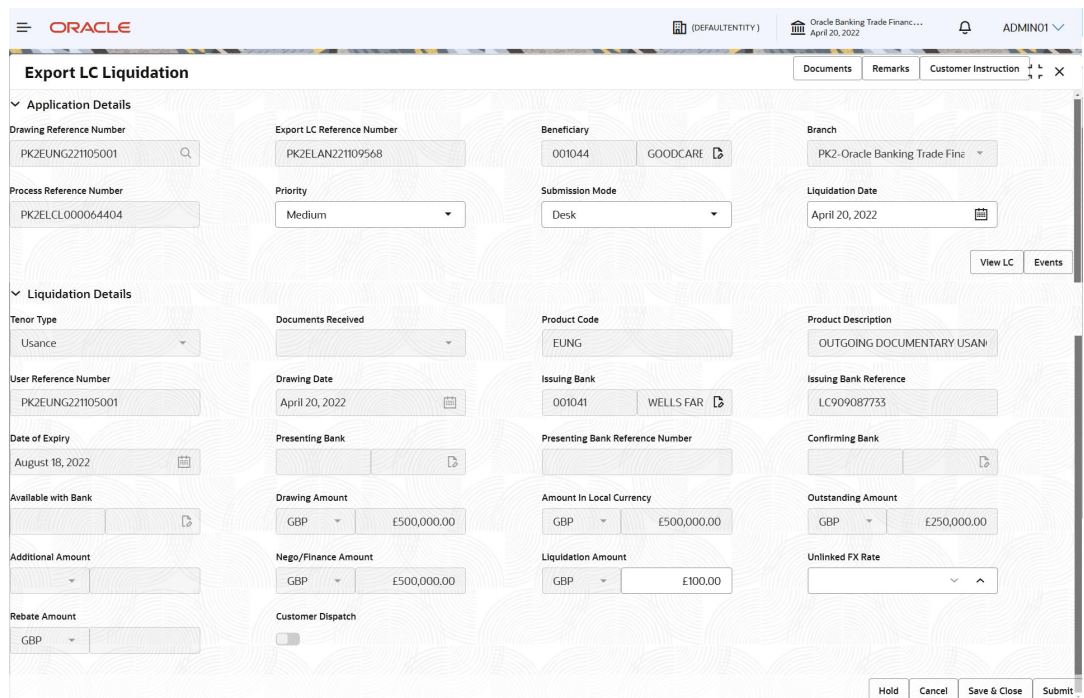 ORACLE
(DEFAULTENTITY )
Oracle Banking Trade Financ...
April 20, 2022
ADMIN01
Export LC Liquidation
Documents
Remarks
Customer Instruction
Application Details
Drawing Reference Number
Export LC Reference Number
Beneficiary
Branch
PK2EUNG221105001
PK2ELAN221109568
001044
GOODCARE
PK2-Oracle Banking Trade Fina
Process Reference Number
Priority
Submission Mode
Liquidation Date
PK2ELCL000064404
Medium
Desk
April 20, 2022
View LC
Events
Liquidation Details
Tenor Type
Documents Received
Product Code
Product Description
Usance
EUNG
OUTGOING DOCUMENTARY USAN
User Reference Number
Drawing Date
Issuing Bank
Issuing Bank Reference
PK2EUNG221105001
April 20, 2022
001041
WELLS FAR
LC909087733
Date of Expiry
Presenting Bank
Presenting Bank Reference Number
Confirming Bank
August 18, 2022
Available with Bank
Drawing Amount
Amount In Local Currency
Outstanding Amount
GBP
£500,000.00
GBP
£500,000.00
GBP
£250,000.00
Additional Amount
Nego/Finance Amount
Liquidation Amount
Unlinked FX Rate
GBP
£500,000.00
GBP
£100.00
Rebate Amount
Customer Dispatch
GBP
Hold
Cancel
Save & Close
Submit